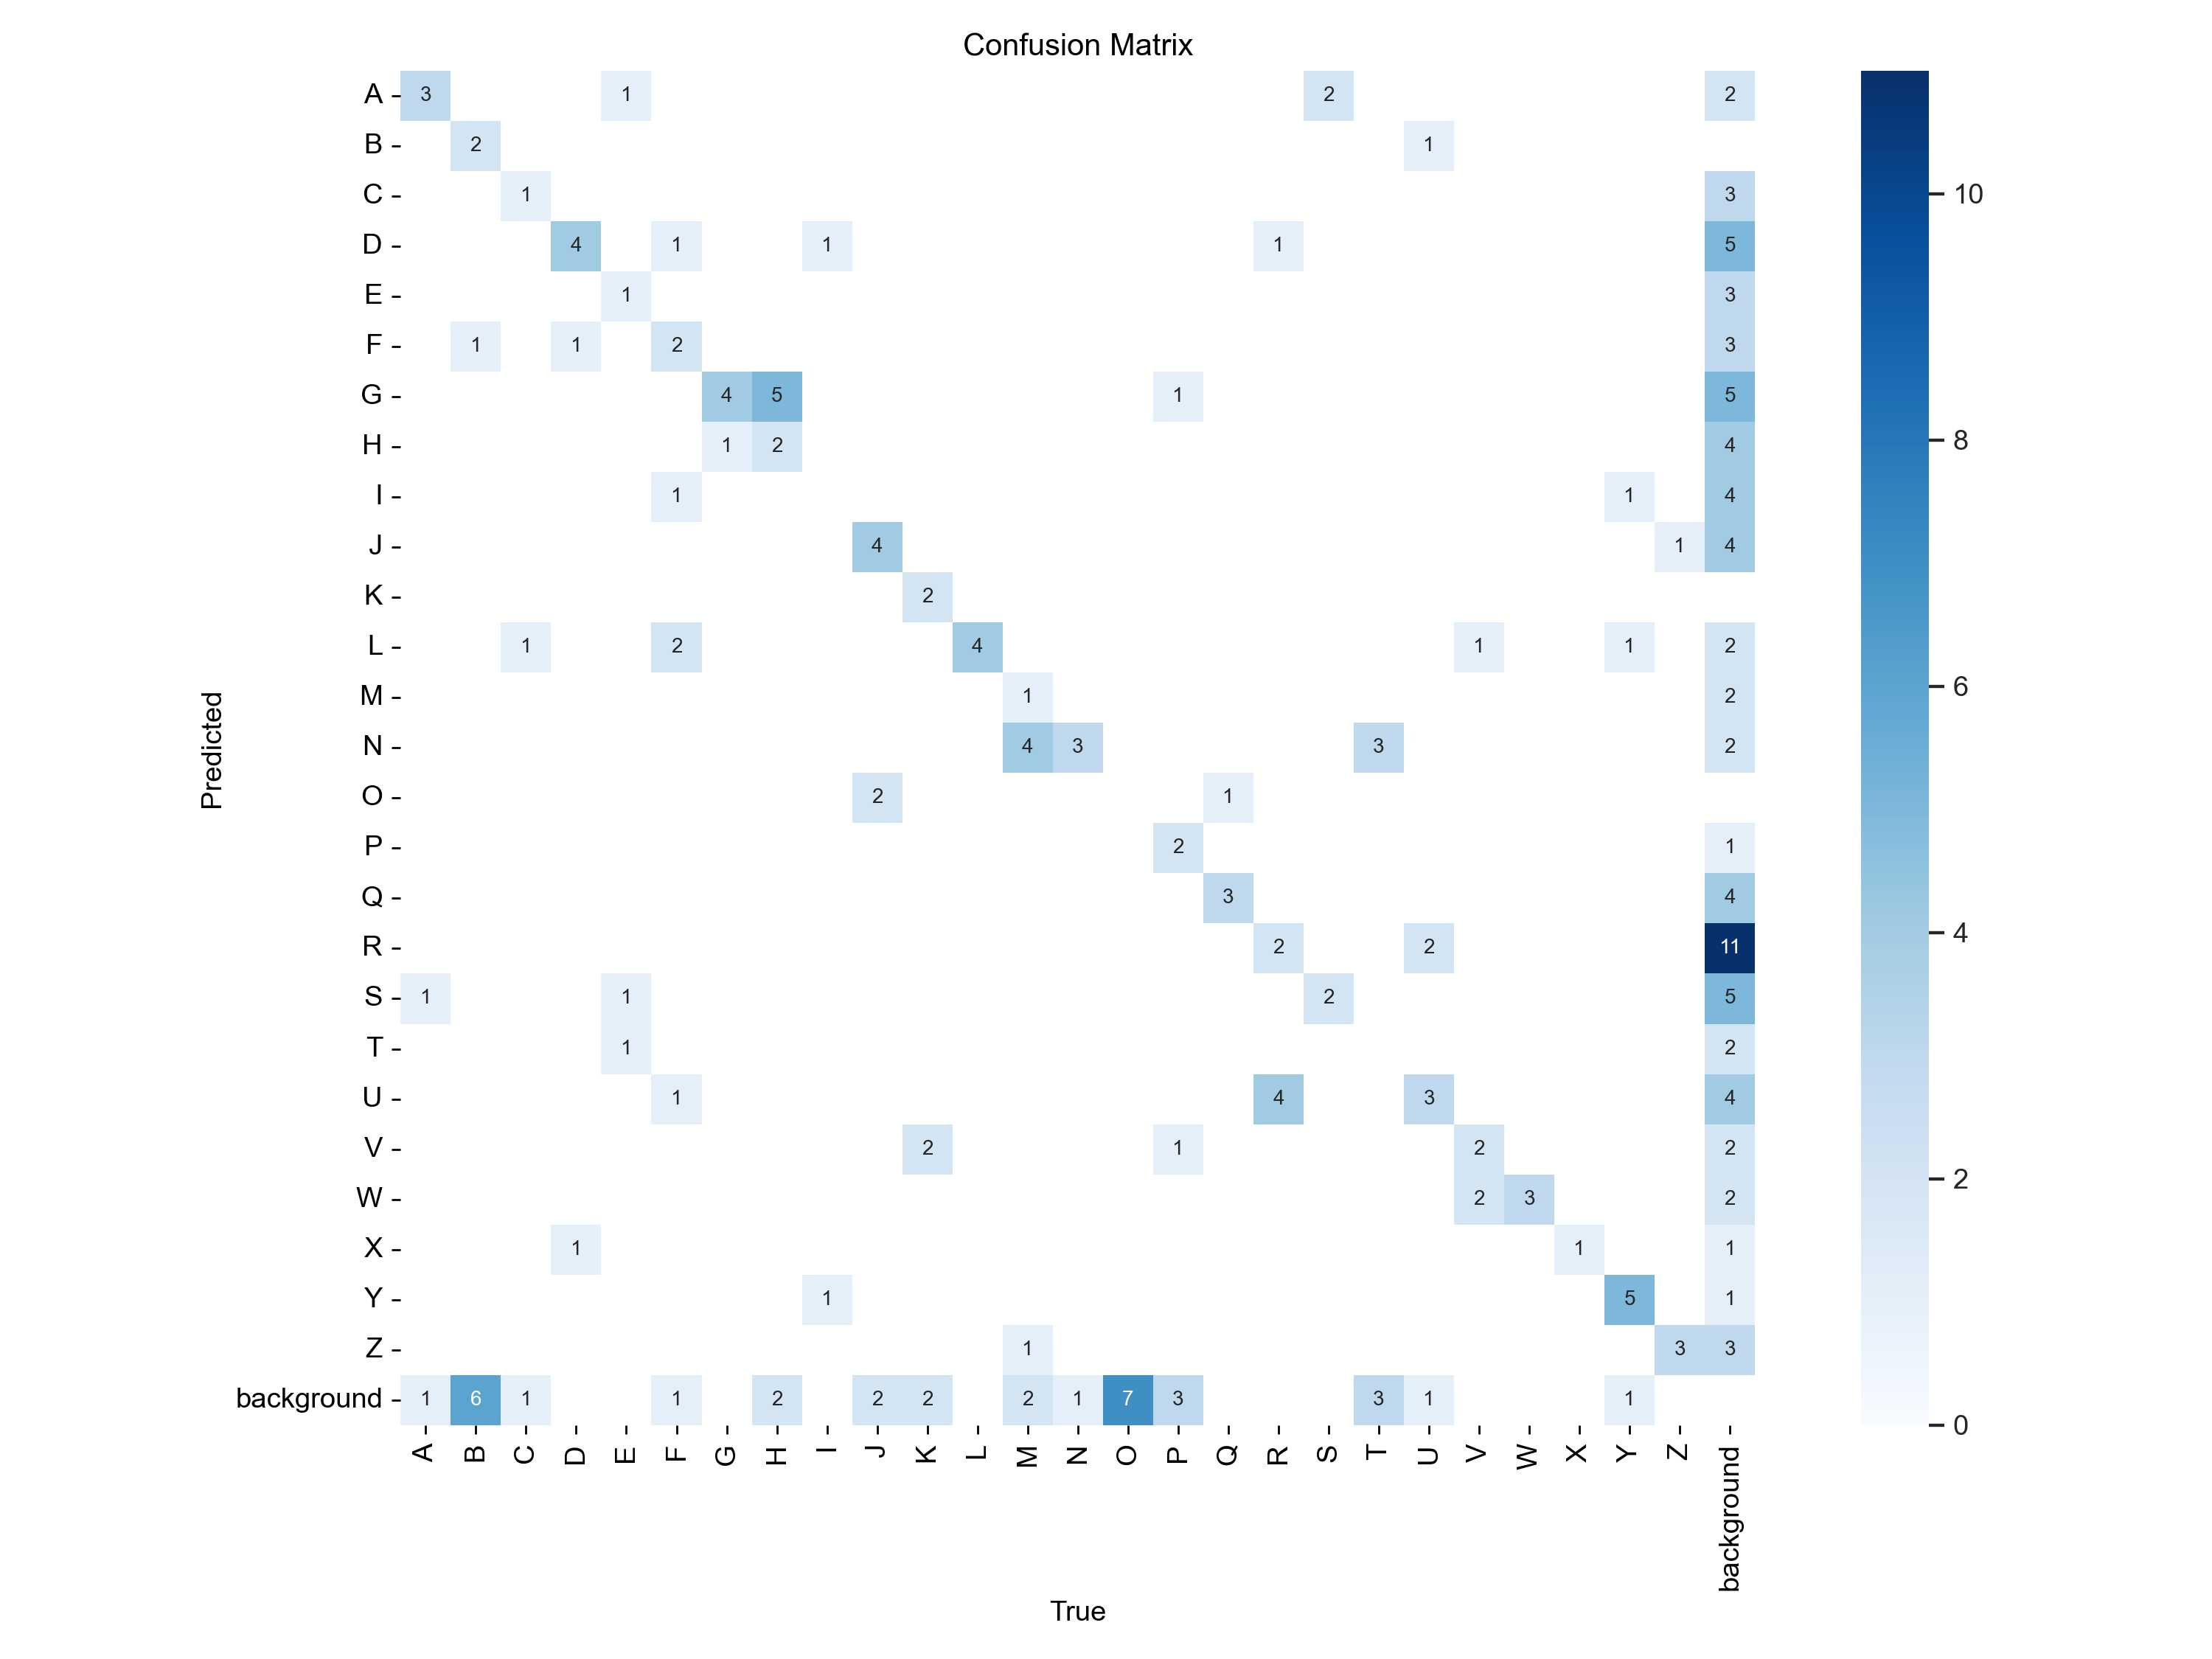 Confusion Matrix
A 3 1 2 2
B 2 1
C 1 3
D 4 1 1 1 5
E 1 3
F 1 1 2 3
G 4 5 1 5
H 1 2 4
I 1 1 4
J 4 1 4
K 2
L 1 2 4 1 1 2
M 1 2
N 4 3 3 2
O 2 1
P 2 1
Q 3 4
R 2 2 11
S 1 1 2 5
T 1 2
U 1 4 3 4
V 2 1 2 2
W 2 3 2
X 1 1 1
Y 1 5 1
Z 1 3 3
background 1 6 1 1 2 2 2 2 1 7 3 3 1 1
A B C D E F G H I J K L M N O P Q R S T U V W X Y Z background
True
Predicted
10
8
6
4
2
0